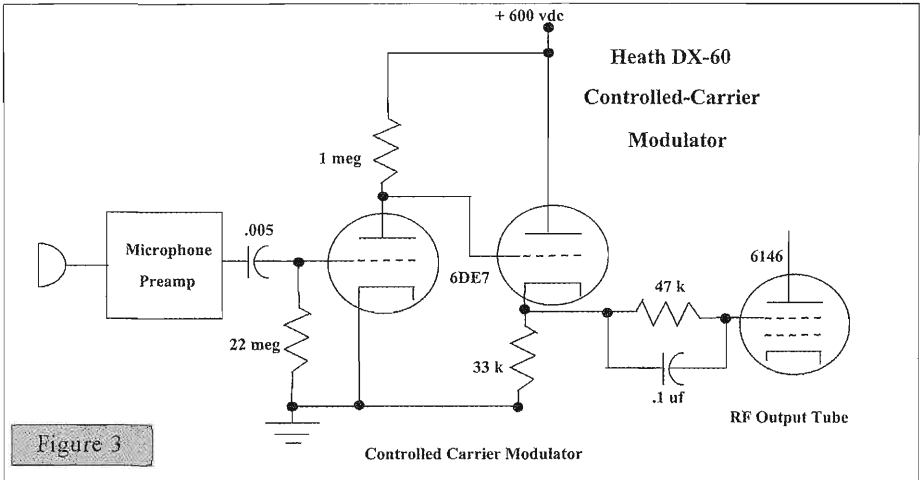 + 600 vdc
Heath DX-60
Controlled-Carrier
Modulator
1 meg
.005
Microphone
Preamp
6DE7
6146
47 k
22 meg
33 k
.1 uf
RF Output Tube
Figure 3
Controlled Carrier Modulator